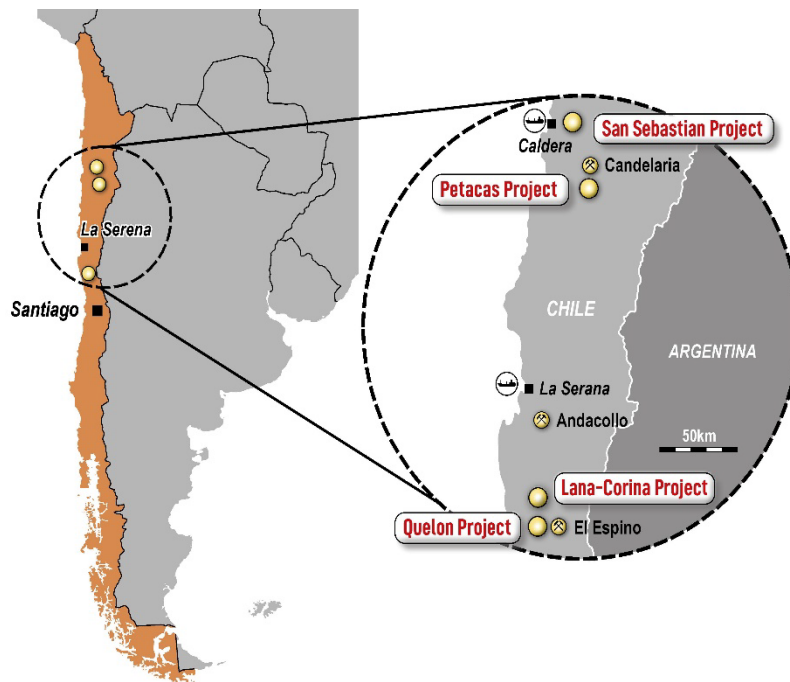 La Serena
Santiago
San Sebastian Project
Caldera
Candelaria
Petacas Project
CHILE
ARGENTINA
La Serana
Andacollo
50km
Lana-Corina Project
Quelon Project
El Espino